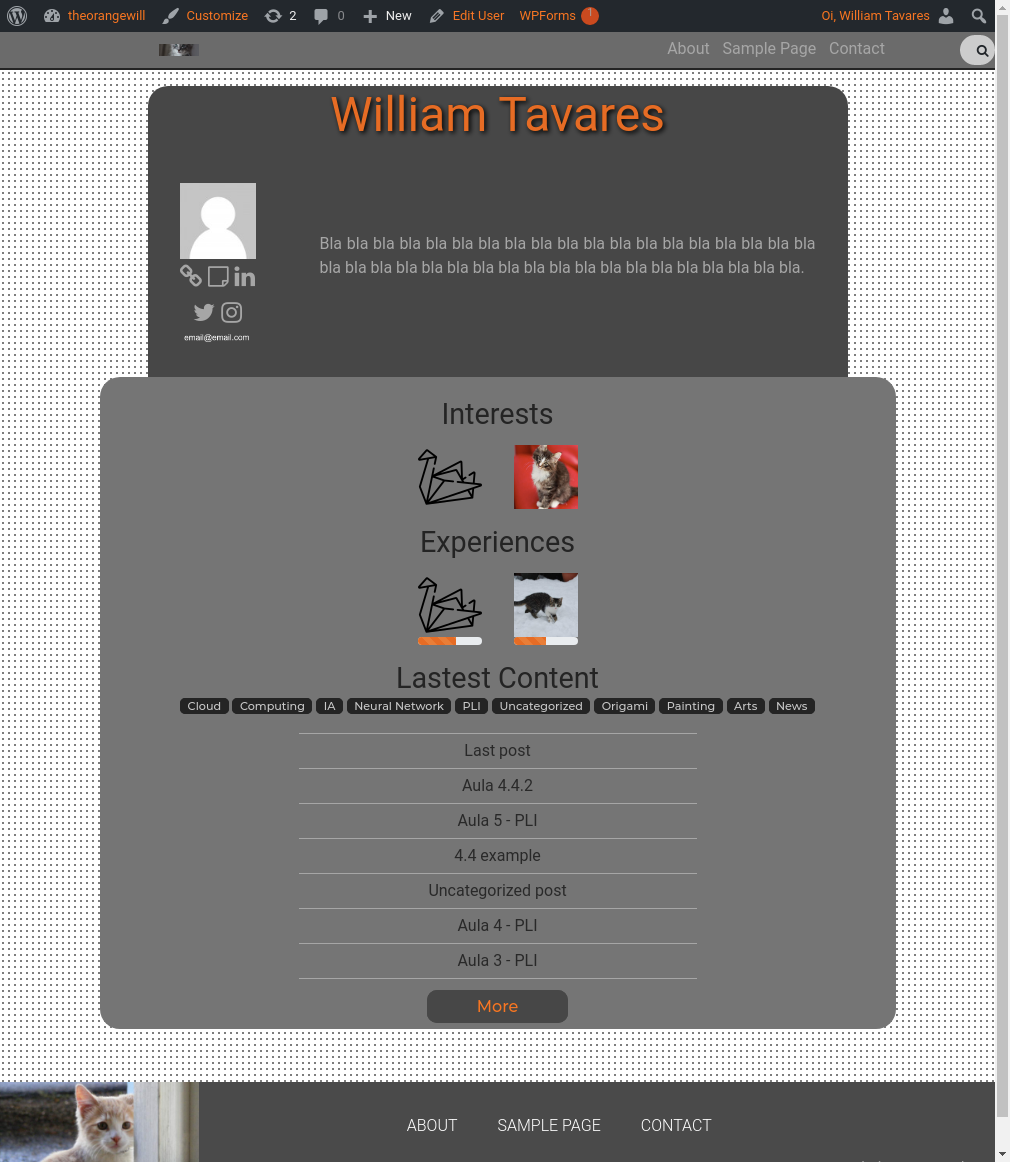 theorangewill Customize 2 0 New Edit User WPForms 1 Oi, William Tavares
About Sample Page Contact
William Tavares
Bla bla bla bla bla bla bla bla bla bla bla bla bla bla bla bla bla bla bla
bla bla bla bla bla bla bla bla bla bla bla bla bla bla bla bla bla bla bla.
email@email.com
Interests
Experiences
Lastest Content
Cloud Computing IA Neural Network PLI Uncategorized Origami Painting Arts News
Last post
Aula 4.4.2
Aula 5 - PLI
4.4 example
Uncategorized post
Aula 4 - PLI
Aula 3 - PLI
More
ABOUT SAMPLE PAGE CONTACT